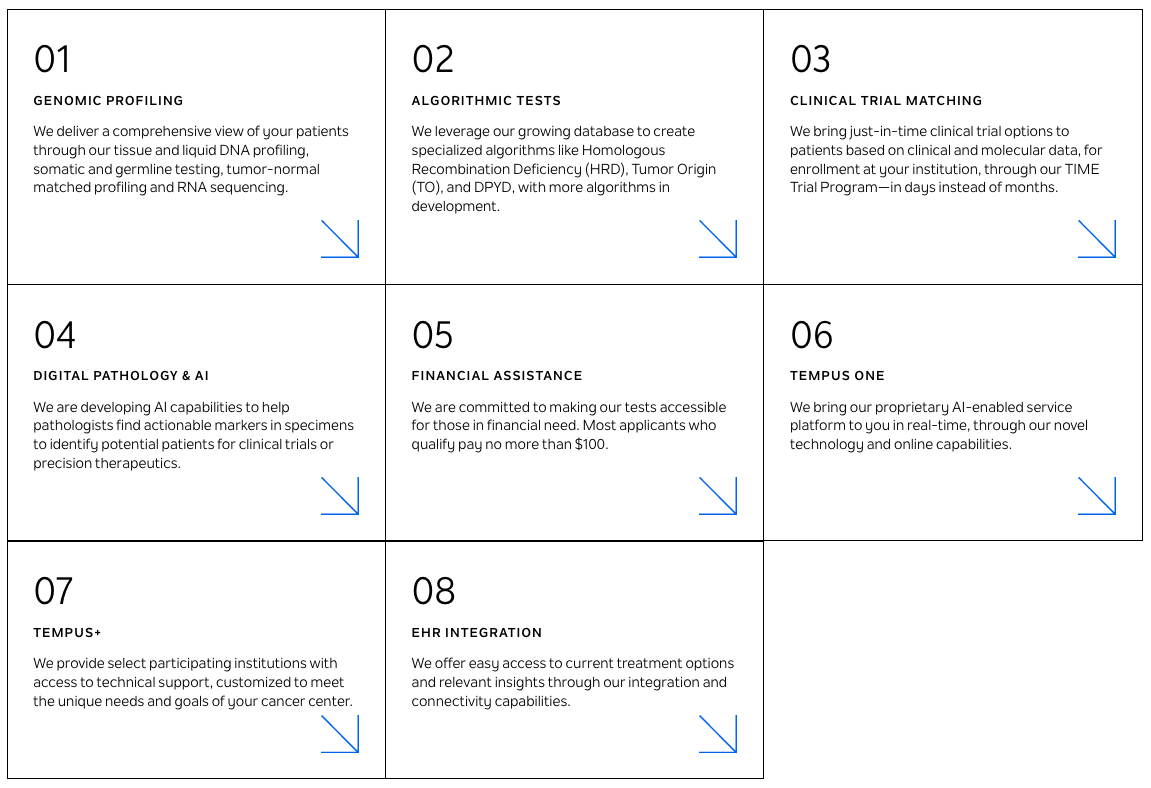 01
GENOMIC PROFILING
We deliver a comprehensive view of your patients
through our tissue and liquid DNA profiling,
somatic and germline testing, tumor-normal
matched profiling and RNA sequencing.
02
ALGORITHMIC TESTS
We leverage our growing database to create
specialized algorithms like Homologous
Recombination Deficiency (HRD), Tumor Origin
(TO), and DPYD, with more algorithms in
development.
03
CLINICAL TRIAL MATCHING
We bring just-in-time clinical trial options to
patients based on clinical and molecular data, for
enrollment at your institution, through our TIME
Trial Program—in days instead of months.
04
DIGITAL PATHOLOGY & AI
We are developing AI capabilities to help
pathologists find actionable markers in specimens
to identify potential patients for clinical trials or
precision therapeutics.
05
FINANCIAL ASSISTANCE
We are committed to making our tests accessible
for those in financial need. Most applicants who
qualify pay no more than $100.
06
TEMPUS ONE
We bring our proprietary AI-enabled service
platform to you in real-time, through our novel
technology and online capabilities.
07
TEMPUS+
We provide select participating institutions with
access to technical support, customized to meet
the unique needs and goals of your cancer center.
08
EHR INTEGRATION
We offer easy access to current treatment options
and relevant insights through our integration and
connectivity capabilities.